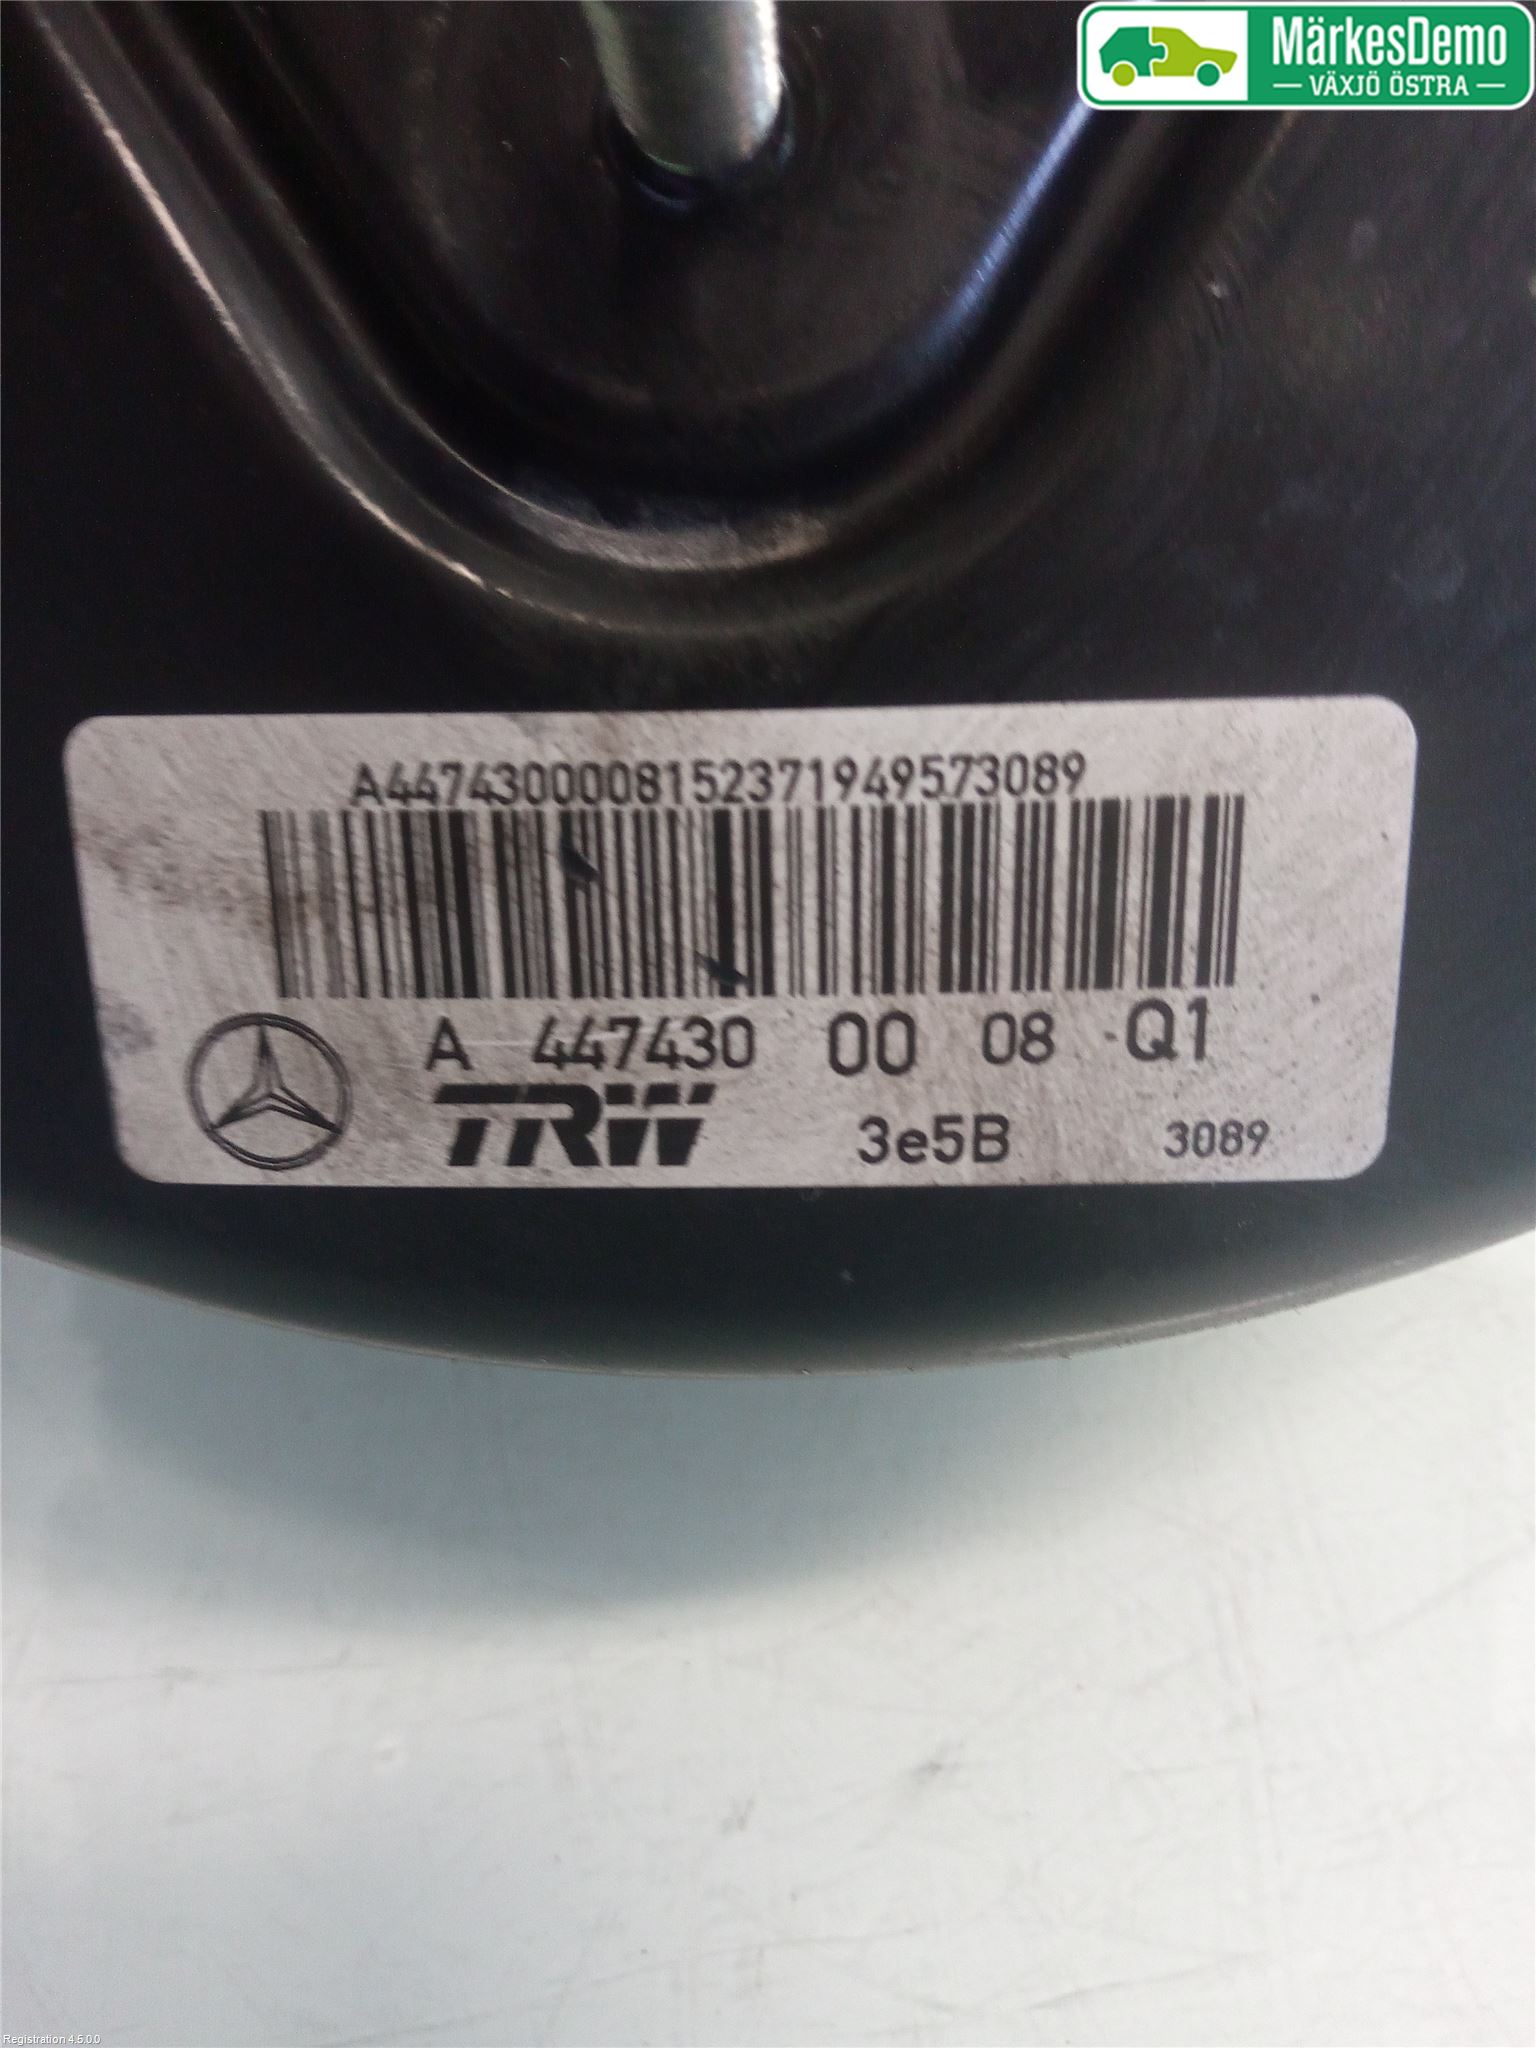 MärkesDemo
VÄXJÖ ÖSTRA
A4474300008152371949573089
A 447430 00 08 Q1
TRW 3e5B 3089
Registration 4.5.0.0